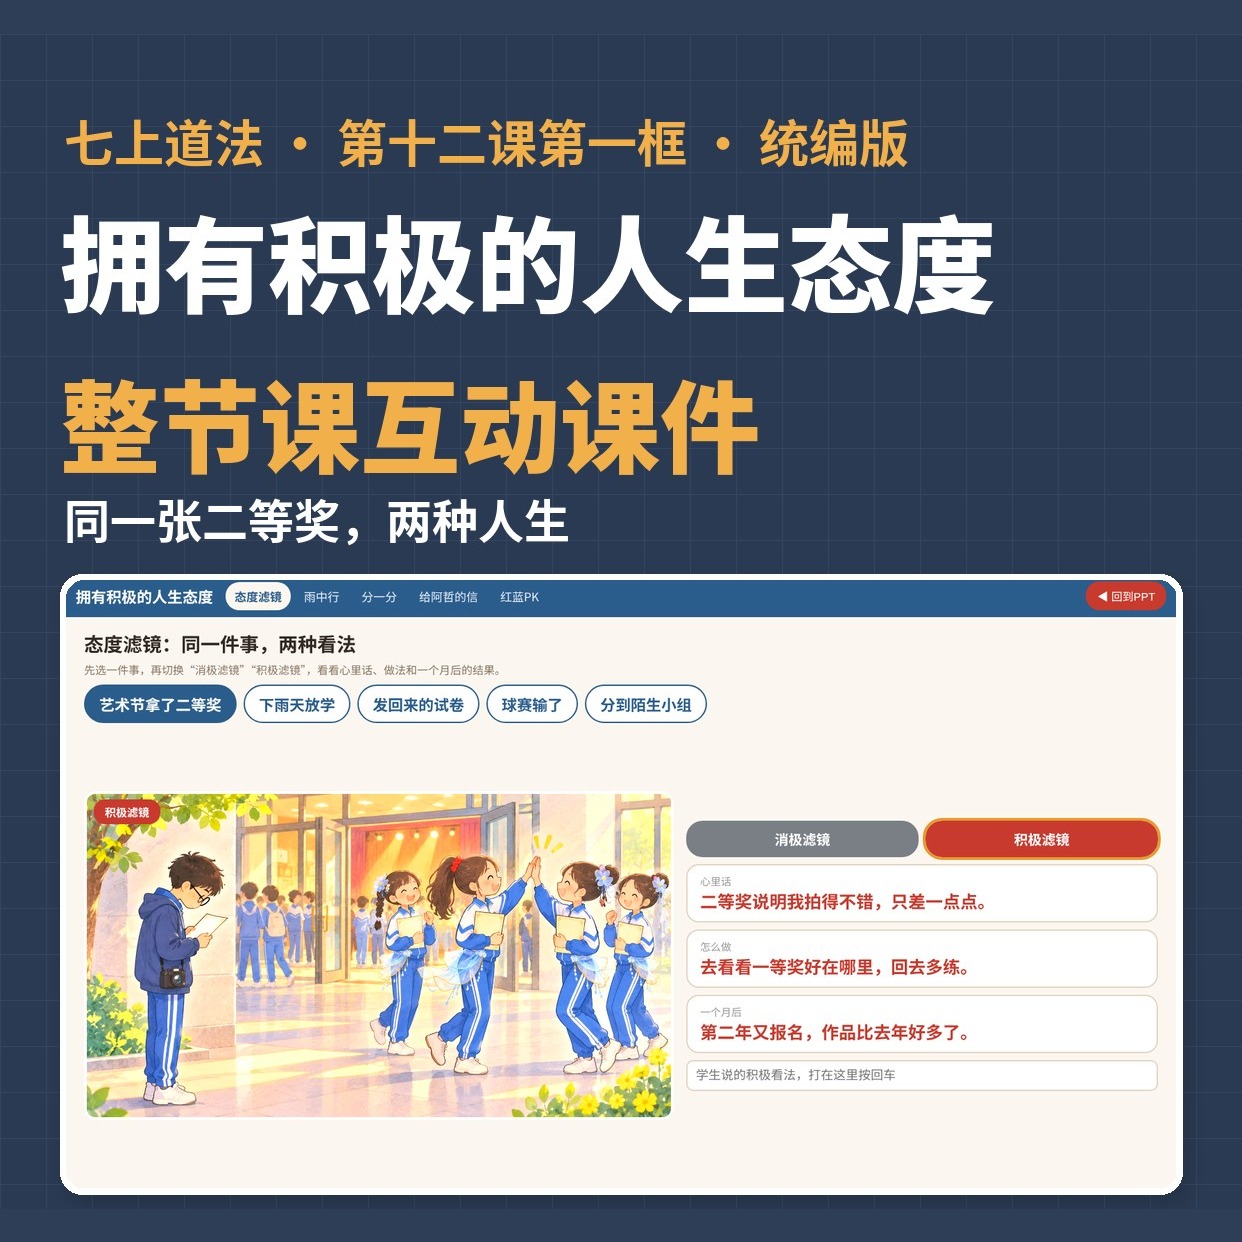 七上道法 · 第十二课第一框 · 统编版
拥有积极的人生态度
整节课互动课件
同一张二等奖，两种人生
拥有积极的人生态度 态度滤镜 雨中行 分一分 给阿哲的信 红蓝PK ◀ 回到PPT
态度滤镜：同一件事，两种看法
先选一件事，再切换“消极滤镜”“积极滤镜”，看看心里话、做法和一个月后的结果。
艺术节拿了二等奖 下雨天放学 发回来的试卷 球赛输了 分到陌生小组
积极滤镜
消极滤镜 积极滤镜
心里话
二等奖说明我拍得不错，只差一点点。
怎么做
去看看一等奖好在哪里，回去多练。
一个月后
第二年又报名，作品比去年好多了。
学生说的积极看法，打在这里按回车